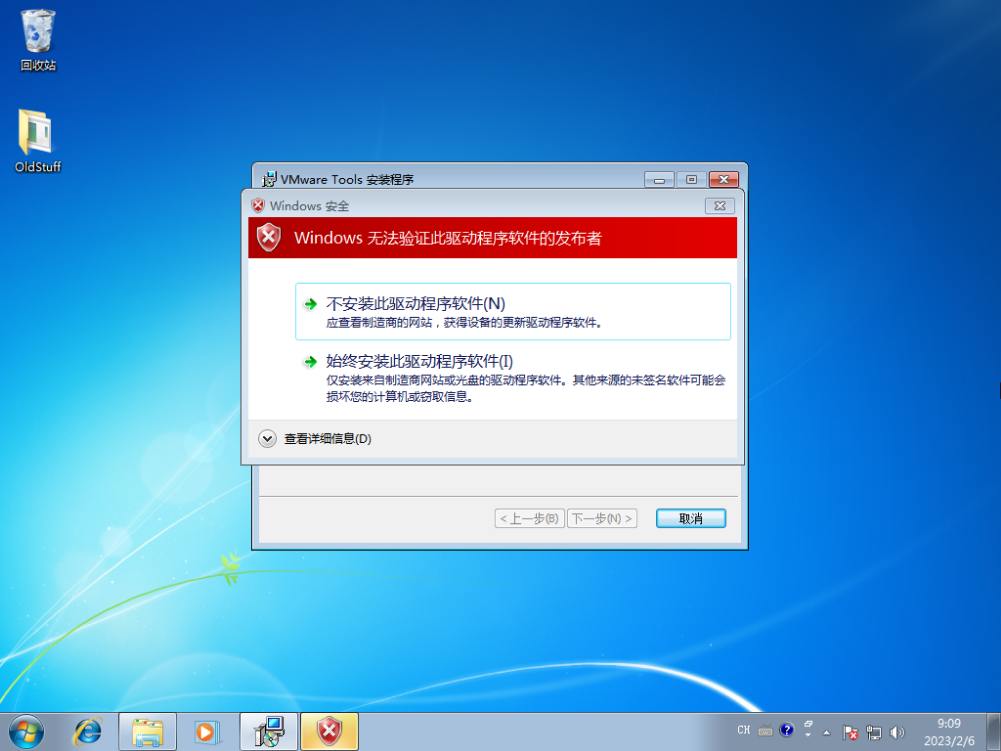 回收站
OldStuff
VMware Tools 安装程序
Windows 安全
Windows 无法验证此驱动程序软件的发布者
不安装此驱动程序软件(N)
应查看制造商的网站，获得设备的更新驱动程序软件。
始终安装此驱动程序软件(I)
仅安装来自制造商网站或光盘的驱动程序软件。其他来源的未签名软件可能会
损坏您的计算机或窃取信息。
查看详细信息(D)
< 上一步(B)
下一步(N) >
取消
CH
9:09
2023/2/6